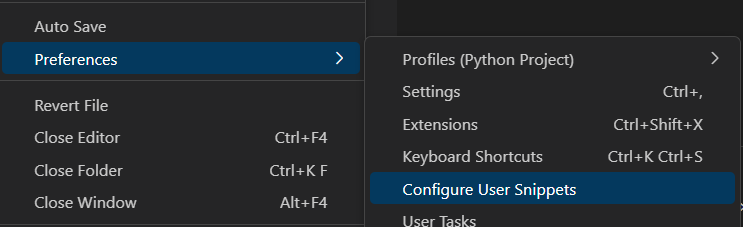 Auto Save
Preferences
Revert File
Close Editor Ctrl+F4
Close Folder Ctrl+K F
Close Window Alt+F4
Profiles (Python Project)
Settings Ctrl+,
Extensions Ctrl+Shift+X
Keyboard Shortcuts Ctrl+K Ctrl+S
Configure User Snippets
User Tasks